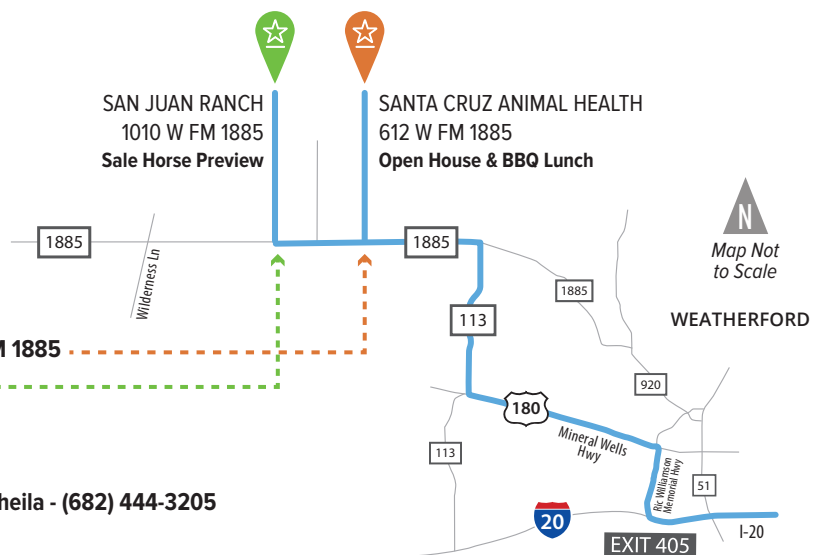 SAN JUAN RANCH
1010 W FM 1885
Sale Horse Preview
SANTA CRUZ ANIMAL HEALTH
612 W FM 1885
Open House & BBQ Lunch
N
Map Not
to Scale
1885
1885
Wilderness Ln
1885
113
WEATHERFORD
1885
920
180
Mineral Wells
Hwy
113
Ric Williamson
Memorial Hwy
51
heila - (682) 444-3205
20
I-20
EXIT 405